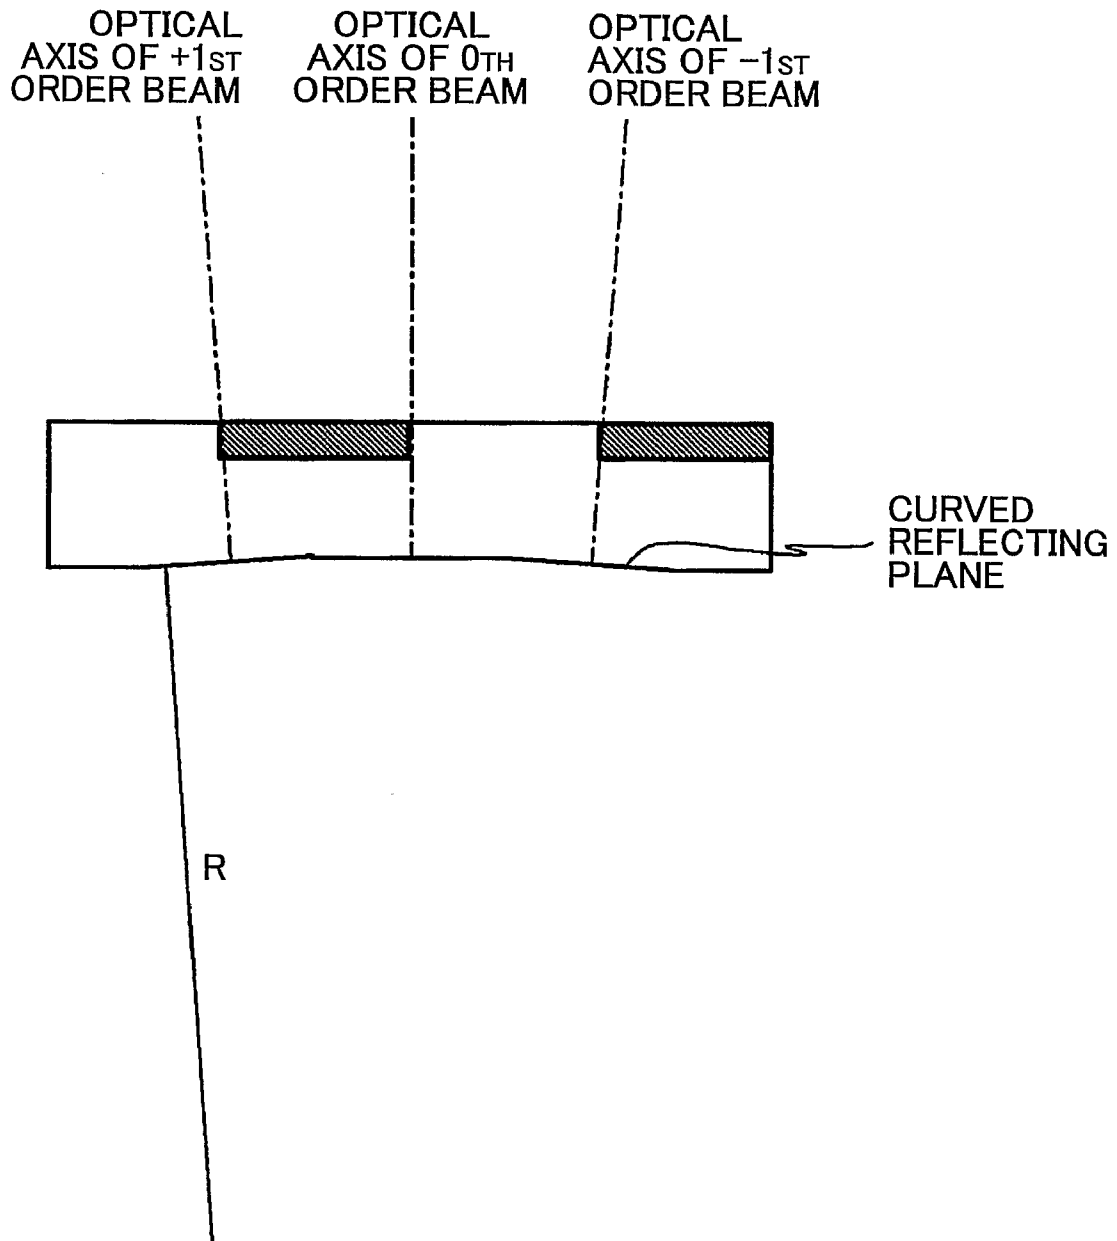 OPTICAL
AXIS OF +1ST
ORDER BEAM
OPTICAL
AXIS OF 0TH
ORDER BEAM
OPTICAL
AXIS OF -1ST
ORDER BEAM
CURVED
REFLECTING
PLANE
R